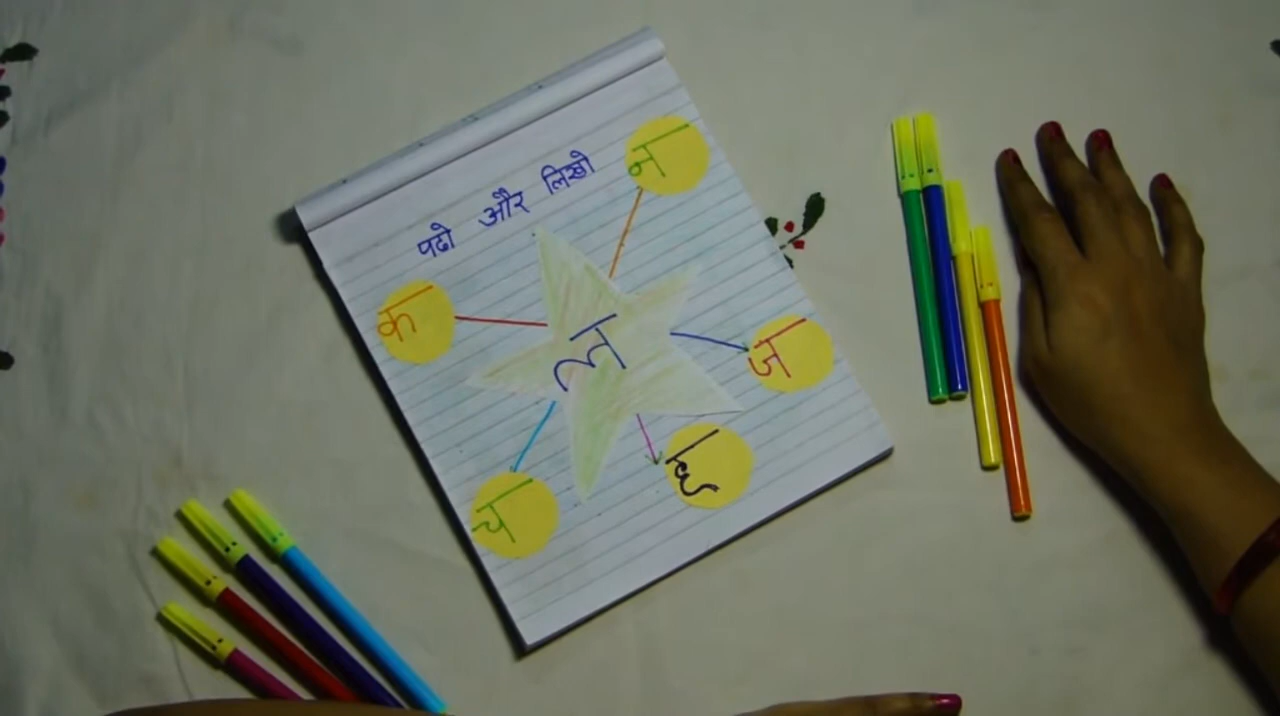 पढो और लिखो
न
क
ल
ज
ह
च